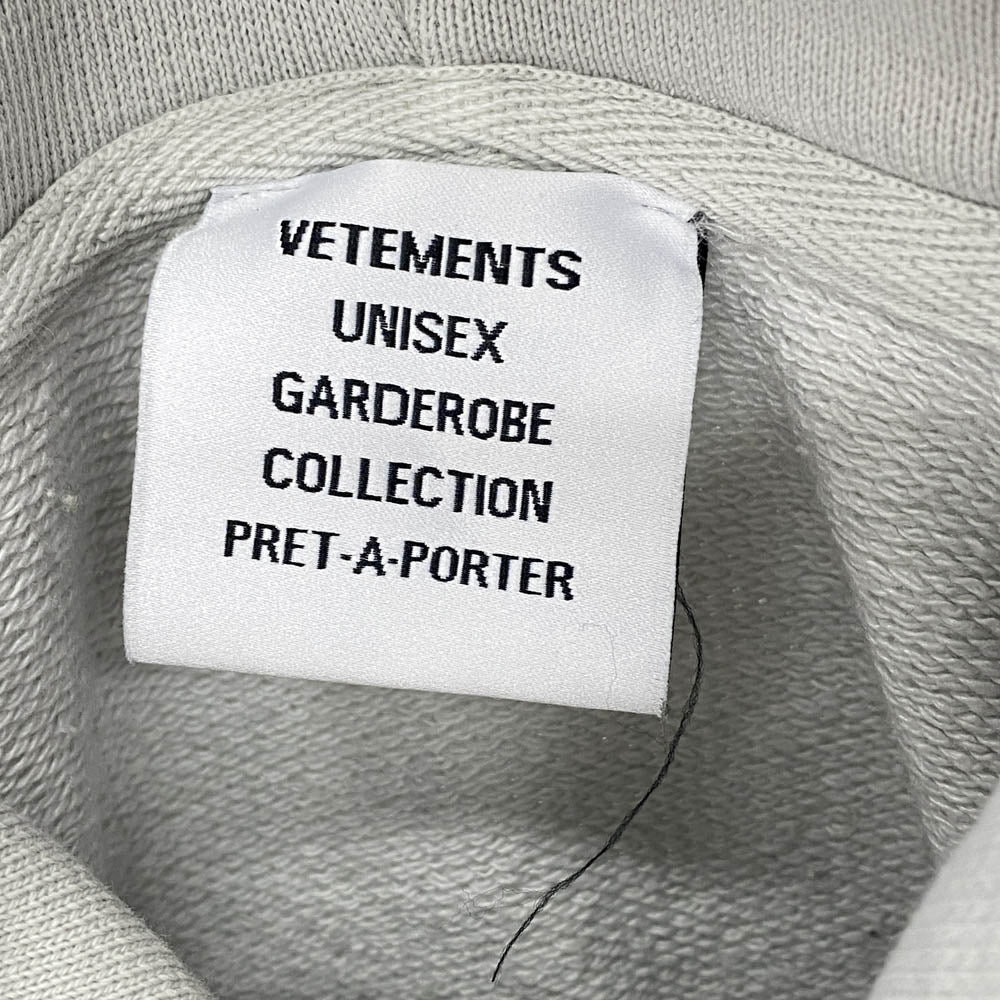 VETEMENTS
UNISEX
GARDEROBE
COLLECTION
PRET-A-PORTER